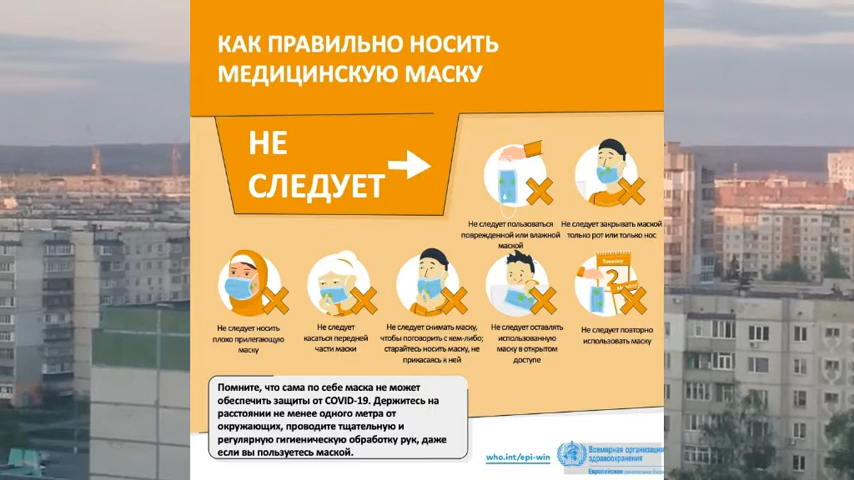 КАК ПРАВИЛЬНО НОСИТЬ
МЕДИЦИНСКУЮ МАСКУ
НЕ
СЛЕДУЕТ
Не следует пользоваться
поврежденной или влажной
маской
Не следует закрывать маской
только рот или только нос
Не следует носить
плохо прилегающую
маску
Не следует
касаться передней
части маски
Не следует снимать маску,
чтобы поговорить с кем-либо;
старайтесь носить маску, не
прикасаясь к ней
Не следует оставлять
использованную
маску в открытом
доступе
Tuesday
2
Не следует повторно
использовать маску
Помните, что сама по себе маска не может
обеспечить защиты от COVID-19. Держитесь на
расстоянии не менее одного метра от
окружающих, проводите тщательную и
регулярную гигиеническую обработку рук, даже
если вы пользуетесь маской.
who.int/epi-win
Всемирная организация
здравоохранения
Европейское